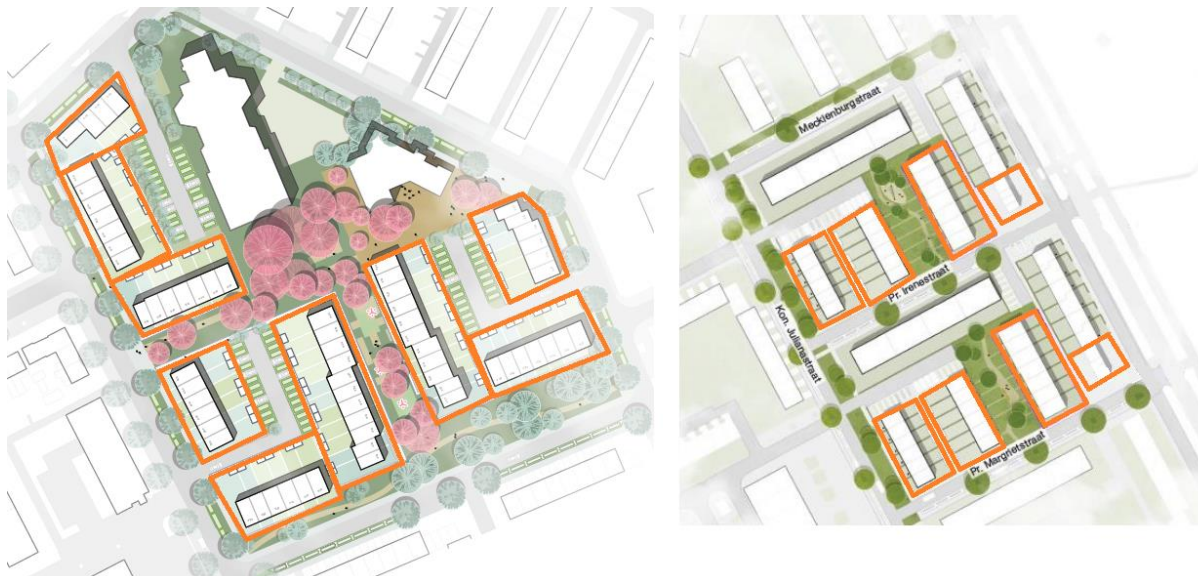 Mecklenburgstraat
Pr. Irenestraat
Kon. Julianastraat
Pr. Margrietstraat